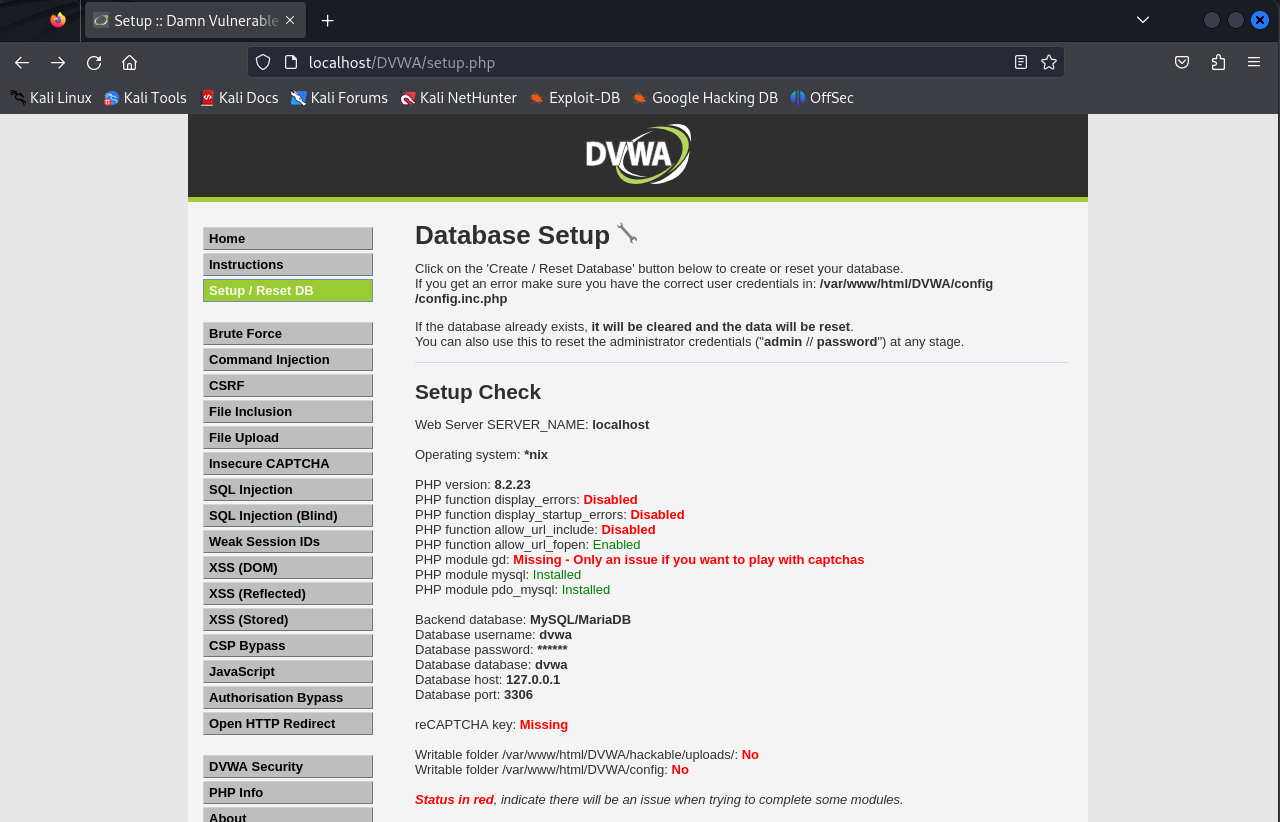 Setup :: Damn Vulnerable
localhost/DVWA/setup.php
Kali Linux
Kali Tools
Kali Docs
Kali Forums
Kali NetHunter
Exploit-DB
Google Hacking DB
OffSec
DVWA
Home
Instructions
Setup / Reset DB
Brute Force
Command Injection
CSRF
File Inclusion
File Upload
Insecure CAPTCHA
SQL Injection
SQL Injection (Blind)
Weak Session IDs
XSS (DOM)
XSS (Reflected)
XSS (Stored)
CSP Bypass
JavaScript
Authorisation Bypass
Open HTTP Redirect
DVWA Security
PHP Info
About
Database Setup
Click on the 'Create / Reset Database' button below to create or reset your database.
If you get an error make sure you have the correct user credentials in: /var/www/html/DVWA/config
/config.inc.php
If the database already exists, it will be cleared and the data will be reset.
You can also use this to reset the administrator credentials ("admin // password") at any stage.
Setup Check
Web Server SERVER_NAME: localhost
Operating system: *nix
PHP version: 8.2.23
PHP function display_errors: Disabled
PHP function display_startup_errors: Disabled
PHP function allow_url_include: Disabled
PHP function allow_url_fopen: Enabled
PHP module gd: Missing - Only an issue if you want to play with captchas
PHP module mysql: Installed
PHP module pdo_mysql: Installed
Backend database: MySQL/MariaDB
Database username: dvwa
Database password: ******
Database database: dvwa
Database host: 127.0.0.1
Database port: 3306
reCAPTCHA key: Missing
Writable folder /var/www/html/DVWA/hackable/uploads/: No
Writable folder /var/www/html/DVWA/config: No
Status in red, indicate there will be an issue when trying to complete some modules.